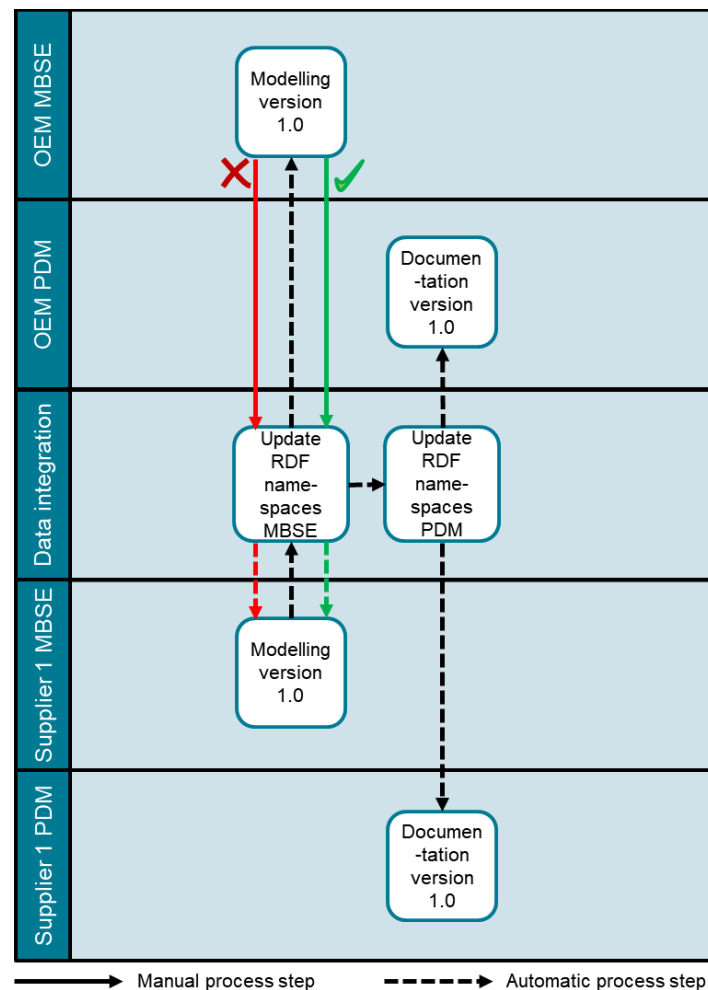 OEM MBSE
Modelling
version
1.0
OEM PDM
Documen
-tation
version
1.0
Data integration
Update
RDF
name-
spaces
MBSE
Update
RDF
name-
spaces
PDM
Supplier 1 MBSE
Modelling
version
1.0
Supplier 1 PDM
Documen
-tation
version
1.0
Manual process step
Automatic process step